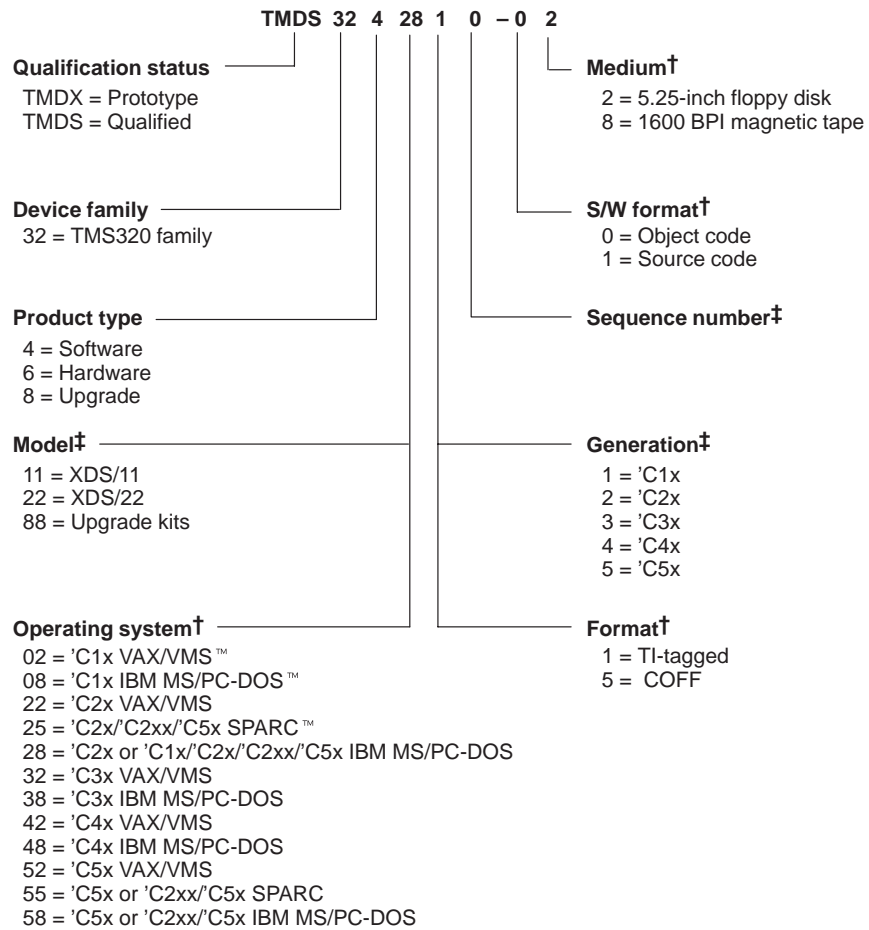 TMDS 32 4 28 1 0 – 0 2
Qualification status
TMDX = Prototype
TMDS = Qualified
Medium†
2 = 5.25-inch floppy disk
8 = 1600 BPI magnetic tape
Device family
32 = TMS320 family
S/W format†
0 = Object code
1 = Source code
Product type
4 = Software
6 = Hardware
8 = Upgrade
Sequence number‡
Model‡
11 = XDS/11
22 = XDS/22
88 = Upgrade kits
Generation‡
1 = ’C1x
2 = ’C2x
3 = ’C3x
4 = ’C4x
5 = ’C5x
Operating system†
02 = ’C1x VAX/VMS™
08 = ’C1x IBM MS/PC-DOS™
22 = ’C2x VAX/VMS
25 = ’C2x/’C2xx/’C5x SPARC™
28 = ’C2x or ’C1x/’C2x/’C2xx/’C5x IBM MS/PC-DOS
32 = ’C3x VAX/VMS
38 = ’C3x IBM MS/PC-DOS
42 = ’C4x VAX/VMS
48 = ’C4x IBM MS/PC-DOS
52 = ’C5x VAX/VMS
55 = ’C5x or ’C2xx/’C5x SPARC
58 = ’C5x or ’C2xx/’C5x IBM MS/PC-DOS
Format†
1 = TI-tagged
5 = COFF